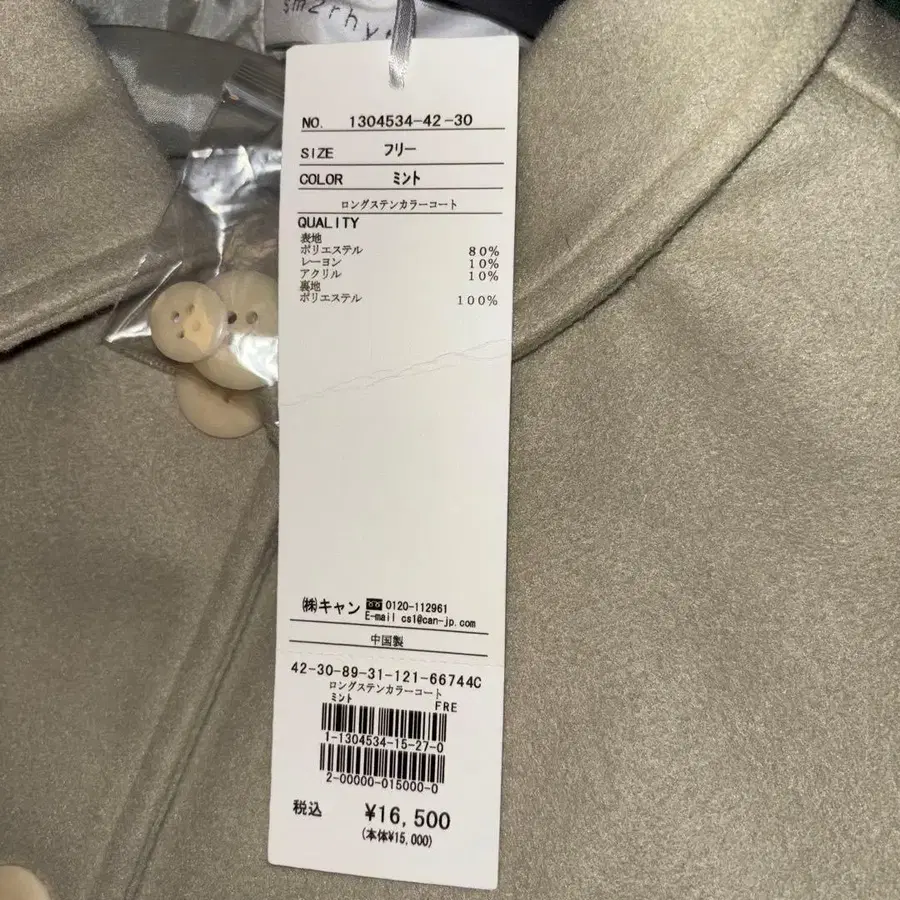 sm2rhy
NO. 1304534-42-30
SIZE フリー
COLOR ミント
ロングステンカラーコート
QUALITY
表地
ポリエステル 80%
レーヨン 10%
アクリル 10%
裏地
ポリエステル 100%
㈱キャン 0120-112961
E-mail cs1@can-jp.com
中国製
42-30-89-31-121-66744C
ロングステンカラーコート
ミント FRE
1-1304534-15-27-0
2-00000-015000-0
税込 ¥16,500
(本体¥15,000)